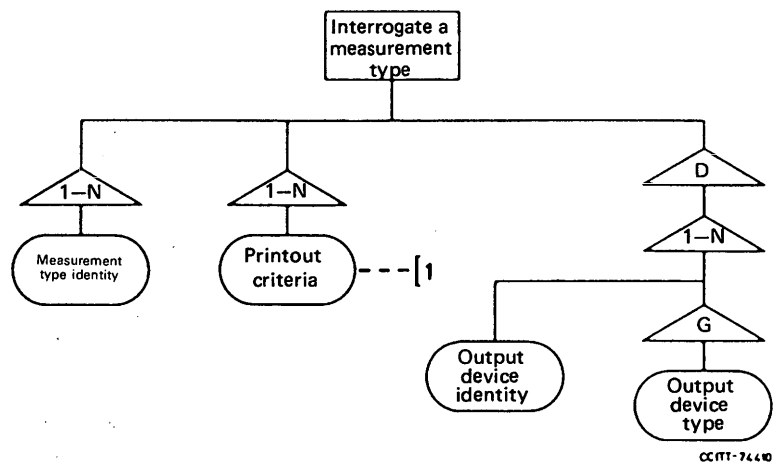 Interrogate a
measurement
type
1–N
1–N
D
1–N
Measurement
type identity
Printout
criteria
[1
G
Output
device
identity
Output
device
type
CCITT-74410